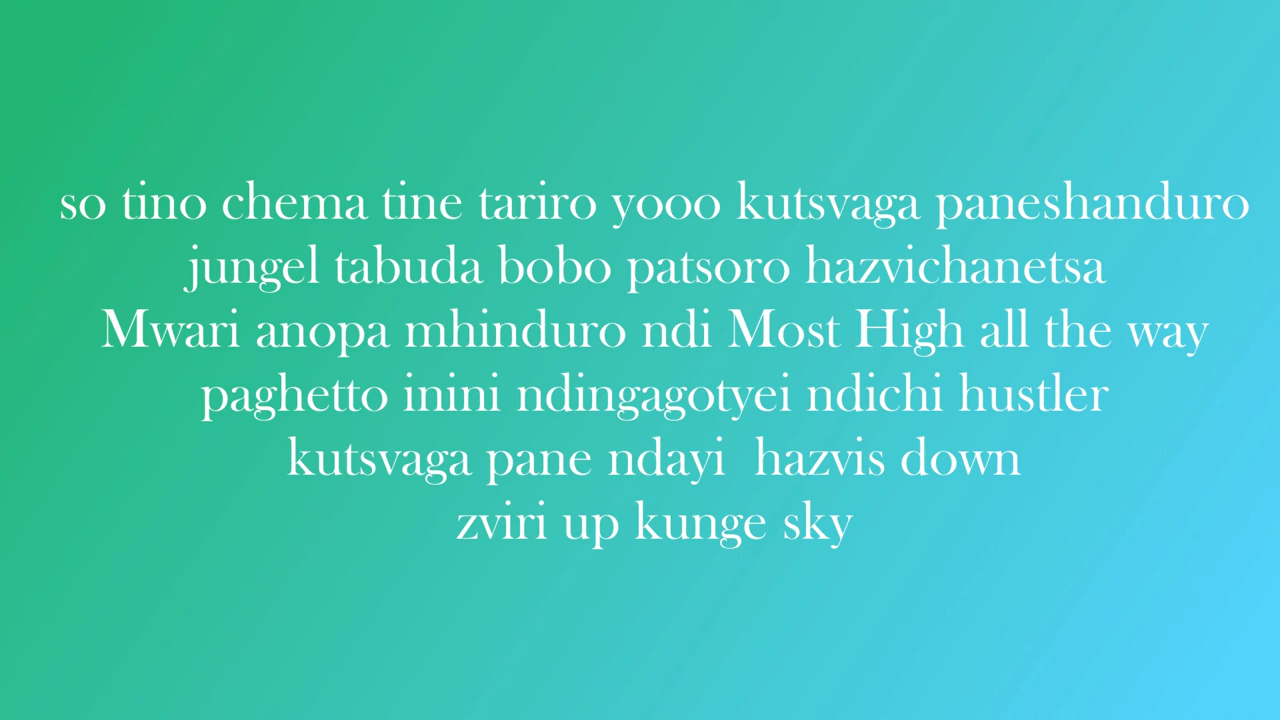 so tino chema tine tariro yooo kutsvaga paneshanduro
jungel tabuda bobo patsoro hazvichanetsa
Mwari anopa mhinduro ndi Most High all the way
paghetto inini ndingagotyei ndichi hustler
kutsvaga pane ndayi  hazvis down
zviri up kunge sky